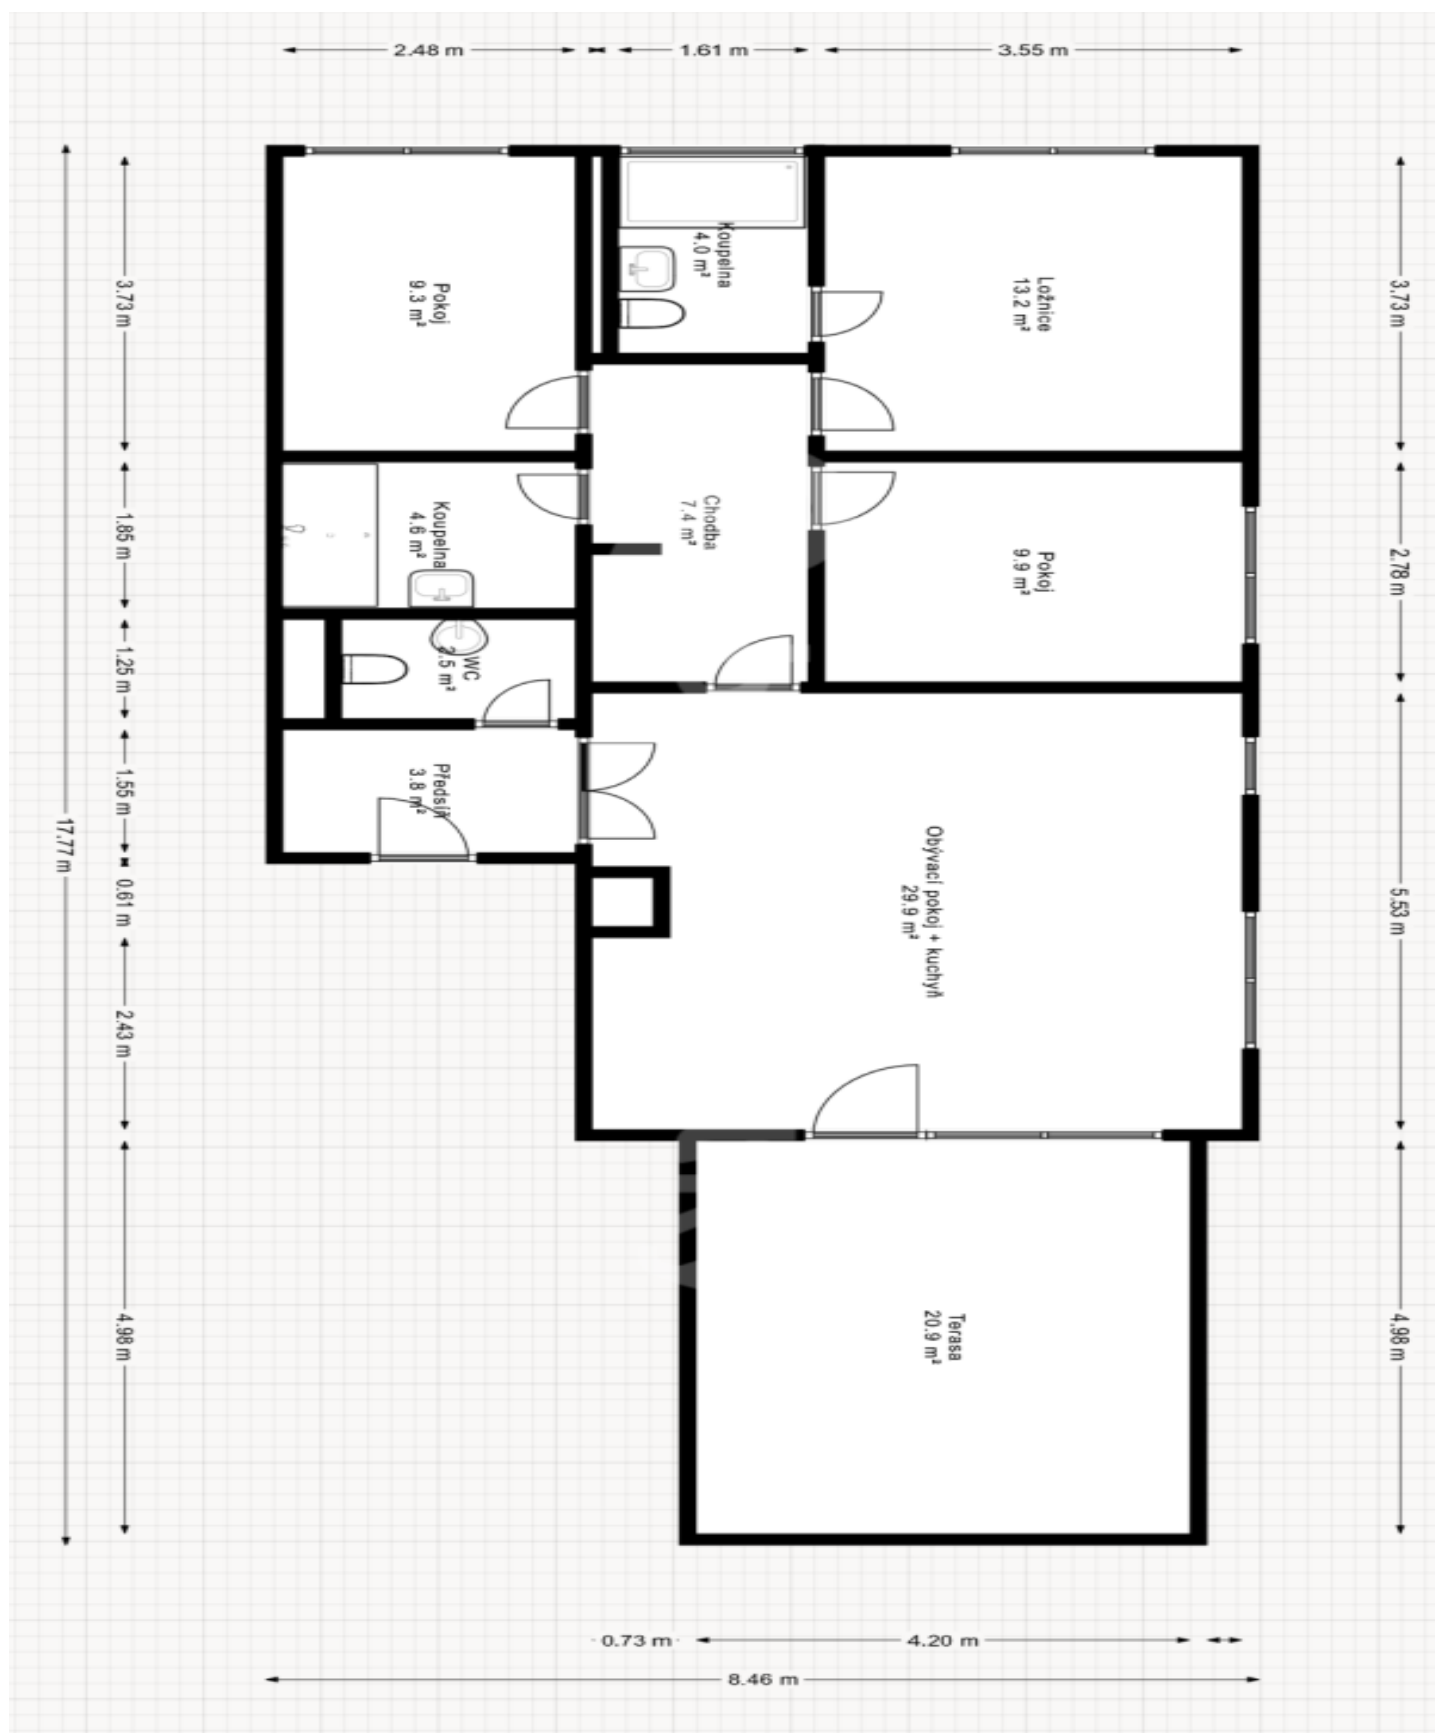 2.48 m
1.61 m
3.55 m
Pokoj
9.3 m²
Koupelna
4.0 m²
Ložnice
13.2 m²
3.73 m
3.73 m
Koupelna
4.6 m²
Chodba
7.4 m²
Pokoj
9.9 m²
1.85 m
2.78 m
WC
2.5 m²
1.25 m
Předsíň
3.8 m²
1.55 m
17.77 m
0.61 m
Obývací pokoj + kuchyň
29.9 m²
5.53 m
2.43 m
Terasa
20.9 m²
4.98 m
4.98 m
0.73 m
4.20 m
8.46 m